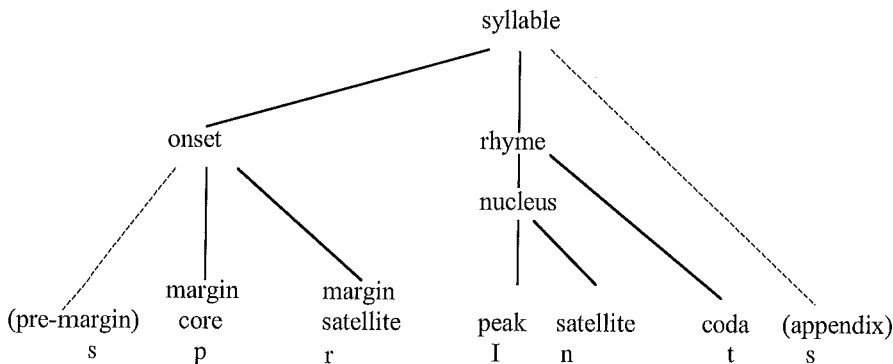 syllable
onset
rhyme
nucleus
margin margin
(pre-margin) core satellite peak satellite coda (appendix)
s p r I n t s